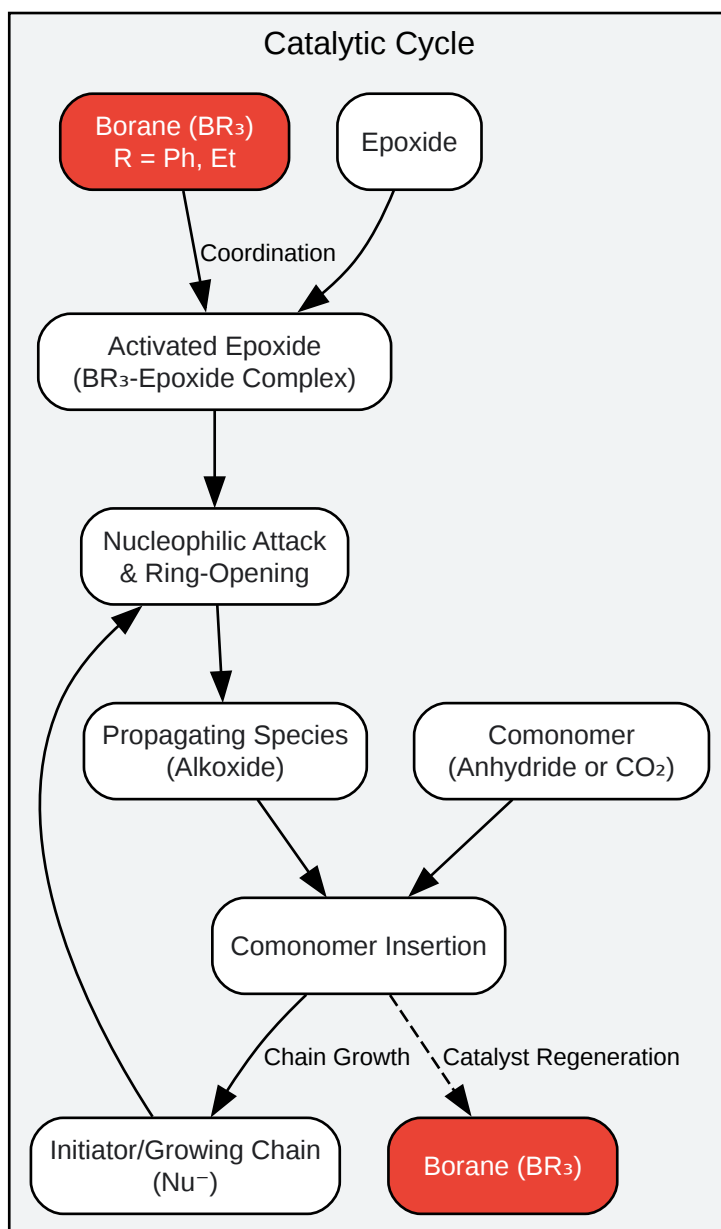 Catalytic Cycle
Borane (BR₃)
R = Ph, Et
Epoxide
Coordination
Activated Epoxide
(BR₃-Epoxide Complex)
Nucleophilic Attack
& Ring-Opening
Propagating Species
(Alkoxide)
Comonomer
(Anhydride or CO₂)
Comonomer Insertion
Chain Growth
Catalyst Regeneration
Initiator/Growing Chain
(Nu⁻)
Borane (BR₃)